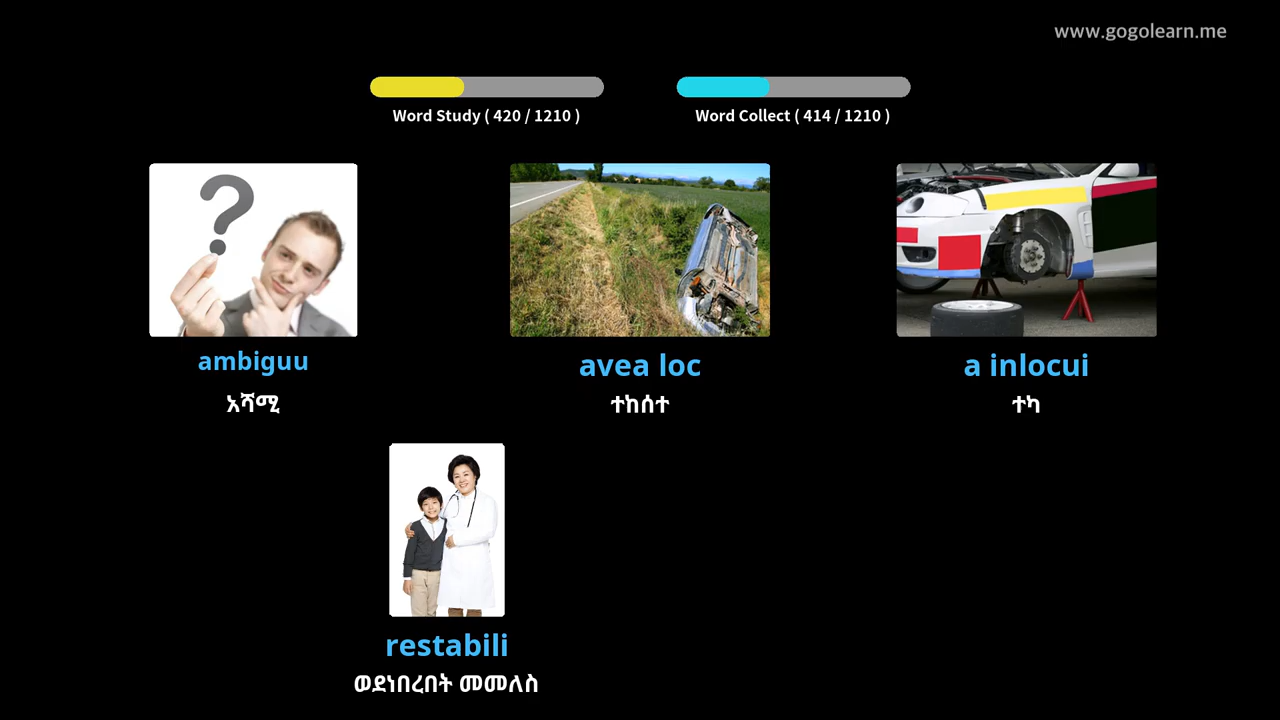 www.gogolearn.me
Word Study ( 420 / 1210 )
Word Collect ( 414 / 1210 )
ambiguu
avea loc
a inlocui
አሻሚ
ተከሰተ
ተካ
restabili
ወደነበረበት መመለስ